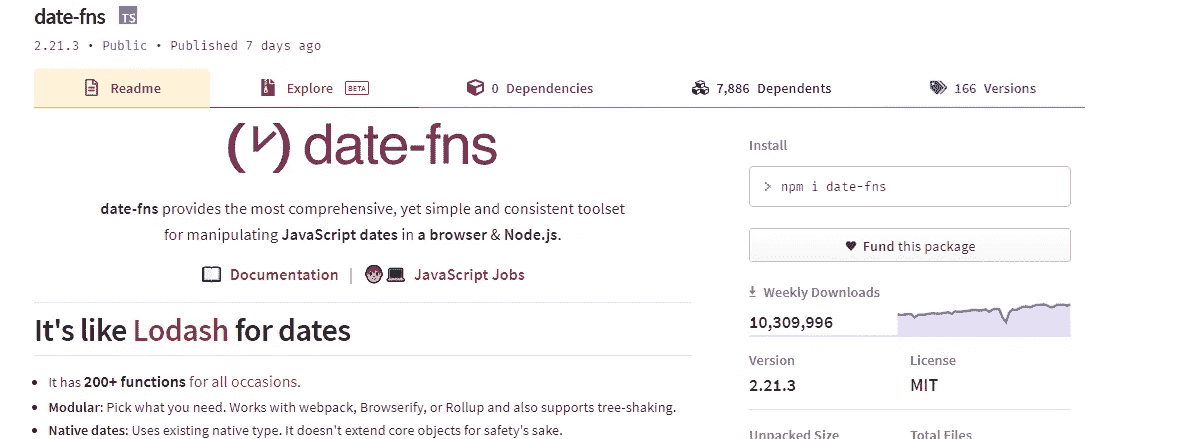 date-fns TS
2.21.3 • Public • Published 7 days ago
Readme
Explore BETA
0 Dependencies
7,886 Dependents
166 Versions
date-fns
date-fns provides the most comprehensive, yet simple and consistent toolset
for manipulating JavaScript dates in a browser & Node.js.
Documentation | JavaScript Jobs
It's like Lodash for dates
• It has 200+ functions for all occasions.
• Modular: Pick what you need. Works with webpack, Browserify, or Rollup and also supports tree-shaking.
• Native dates: Uses existing native type. It doesn't extend core objects for safety's sake.
Install
> npm i date-fns
Fund this package
Weekly Downloads
10,309,996
Version
License
2.21.3
MIT
Unpacked Size
Total Files